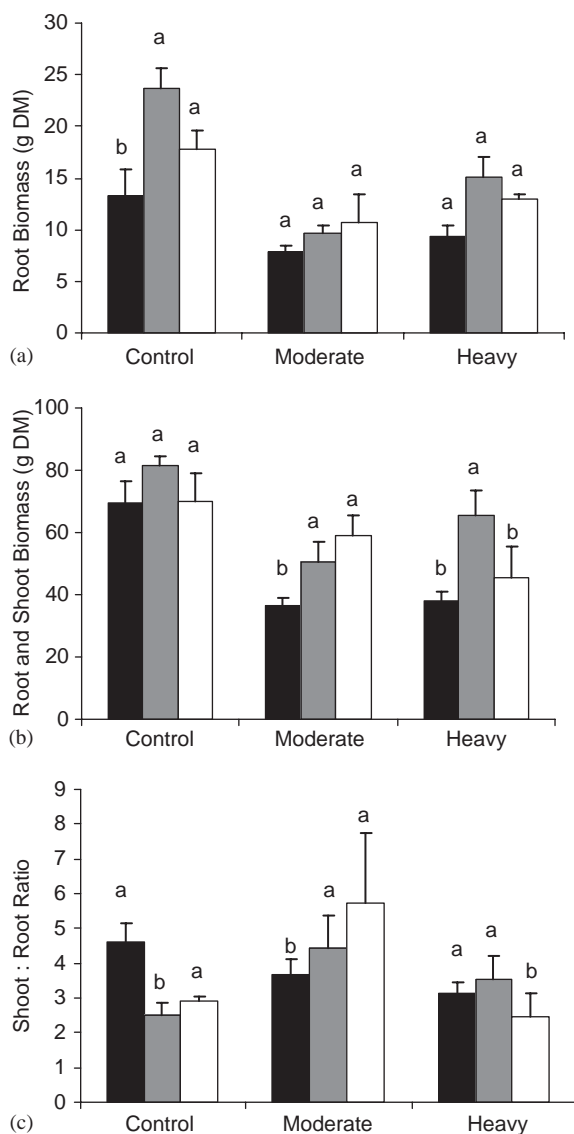 Root Biomass (g DM)
30
25
20
15
10
5
0
b a a
a a a
a a a
Control Moderate Heavy
(a)
Root and Shoot Biomass (g DM)
100
80
60
40
20
0
a a a
b a a
b a b
Control Moderate Heavy
(b)
Shoot : Root Ratio
9
8
7
6
5
4
3
2
1
0
a b a
b a a
a a b
Control Moderate Heavy
(c)